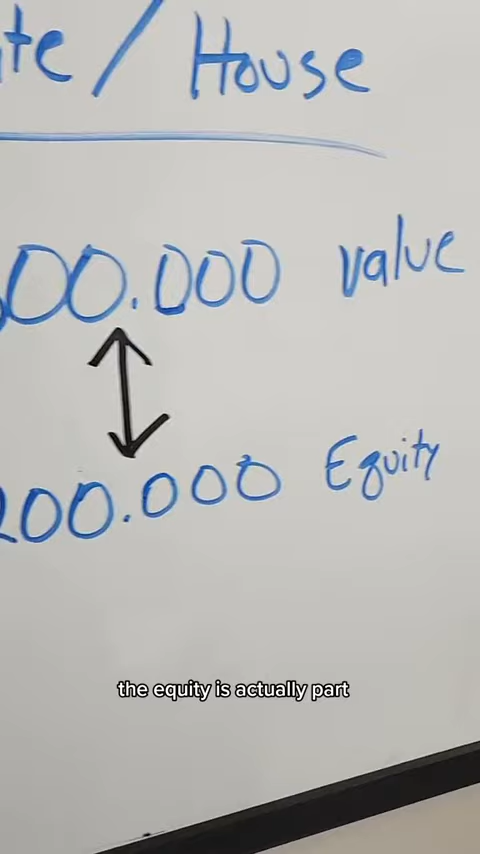 te / House
00.000 value
200.000 Equity
the equity is actually part